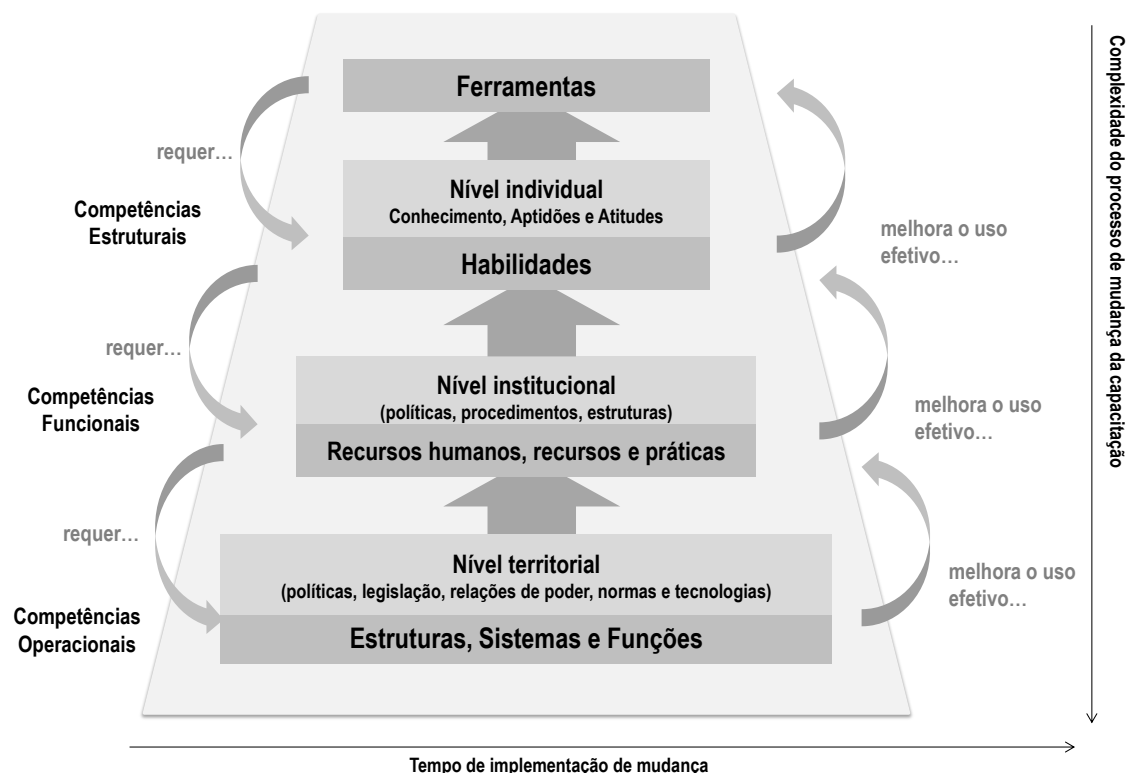 Ferramentas
requer…
Nível individual
Conhecimento, Aptidões e Atitudes
Competências
Estruturais
Habilidades
melhora o uso
efetivo…
requer…
Nível institucional
(políticas, procedimentos, estruturas)
Competências
Funcionais
Recursos humanos, recursos e práticas
melhora o uso
efetivo…
requer…
Nível territorial
(políticas, legislação, relações de poder, normas e tecnologias)
Competências
Operacionais
Estruturas, Sistemas e Funções
melhora o uso
efetivo…
Complexidade do processo de mudança da capacitação
Tempo de implementação de mudança